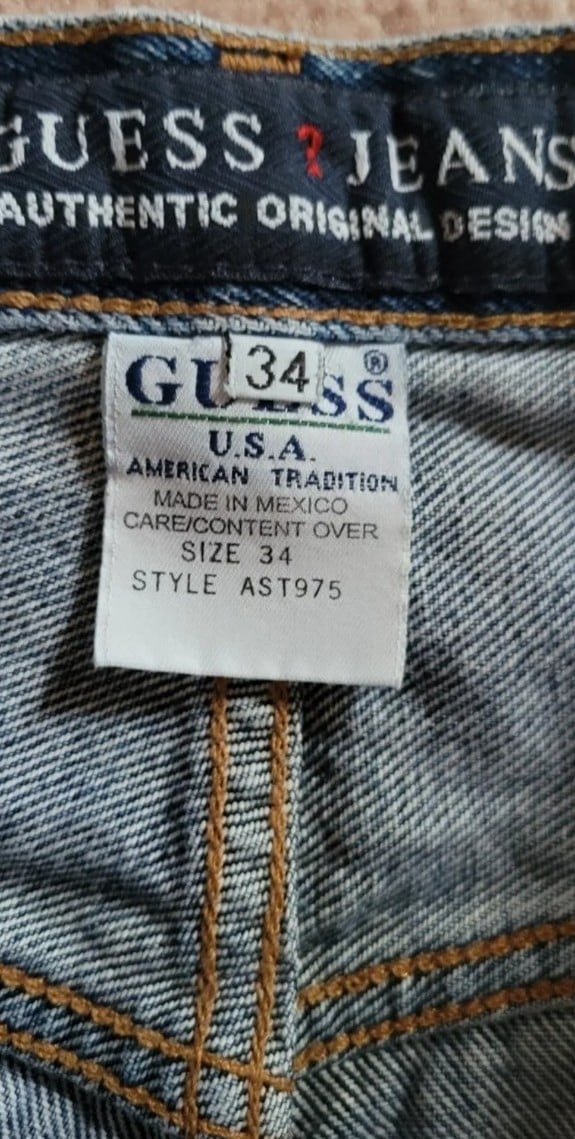 GUESS ? JEANS
AUTHENTIC ORIGINAL DESIGN
34
GUESS®
U.S.A.
AMERICAN TRADITION
MADE IN MEXICO
CARE/CONTENT OVER
SIZE 34
STYLE AST975